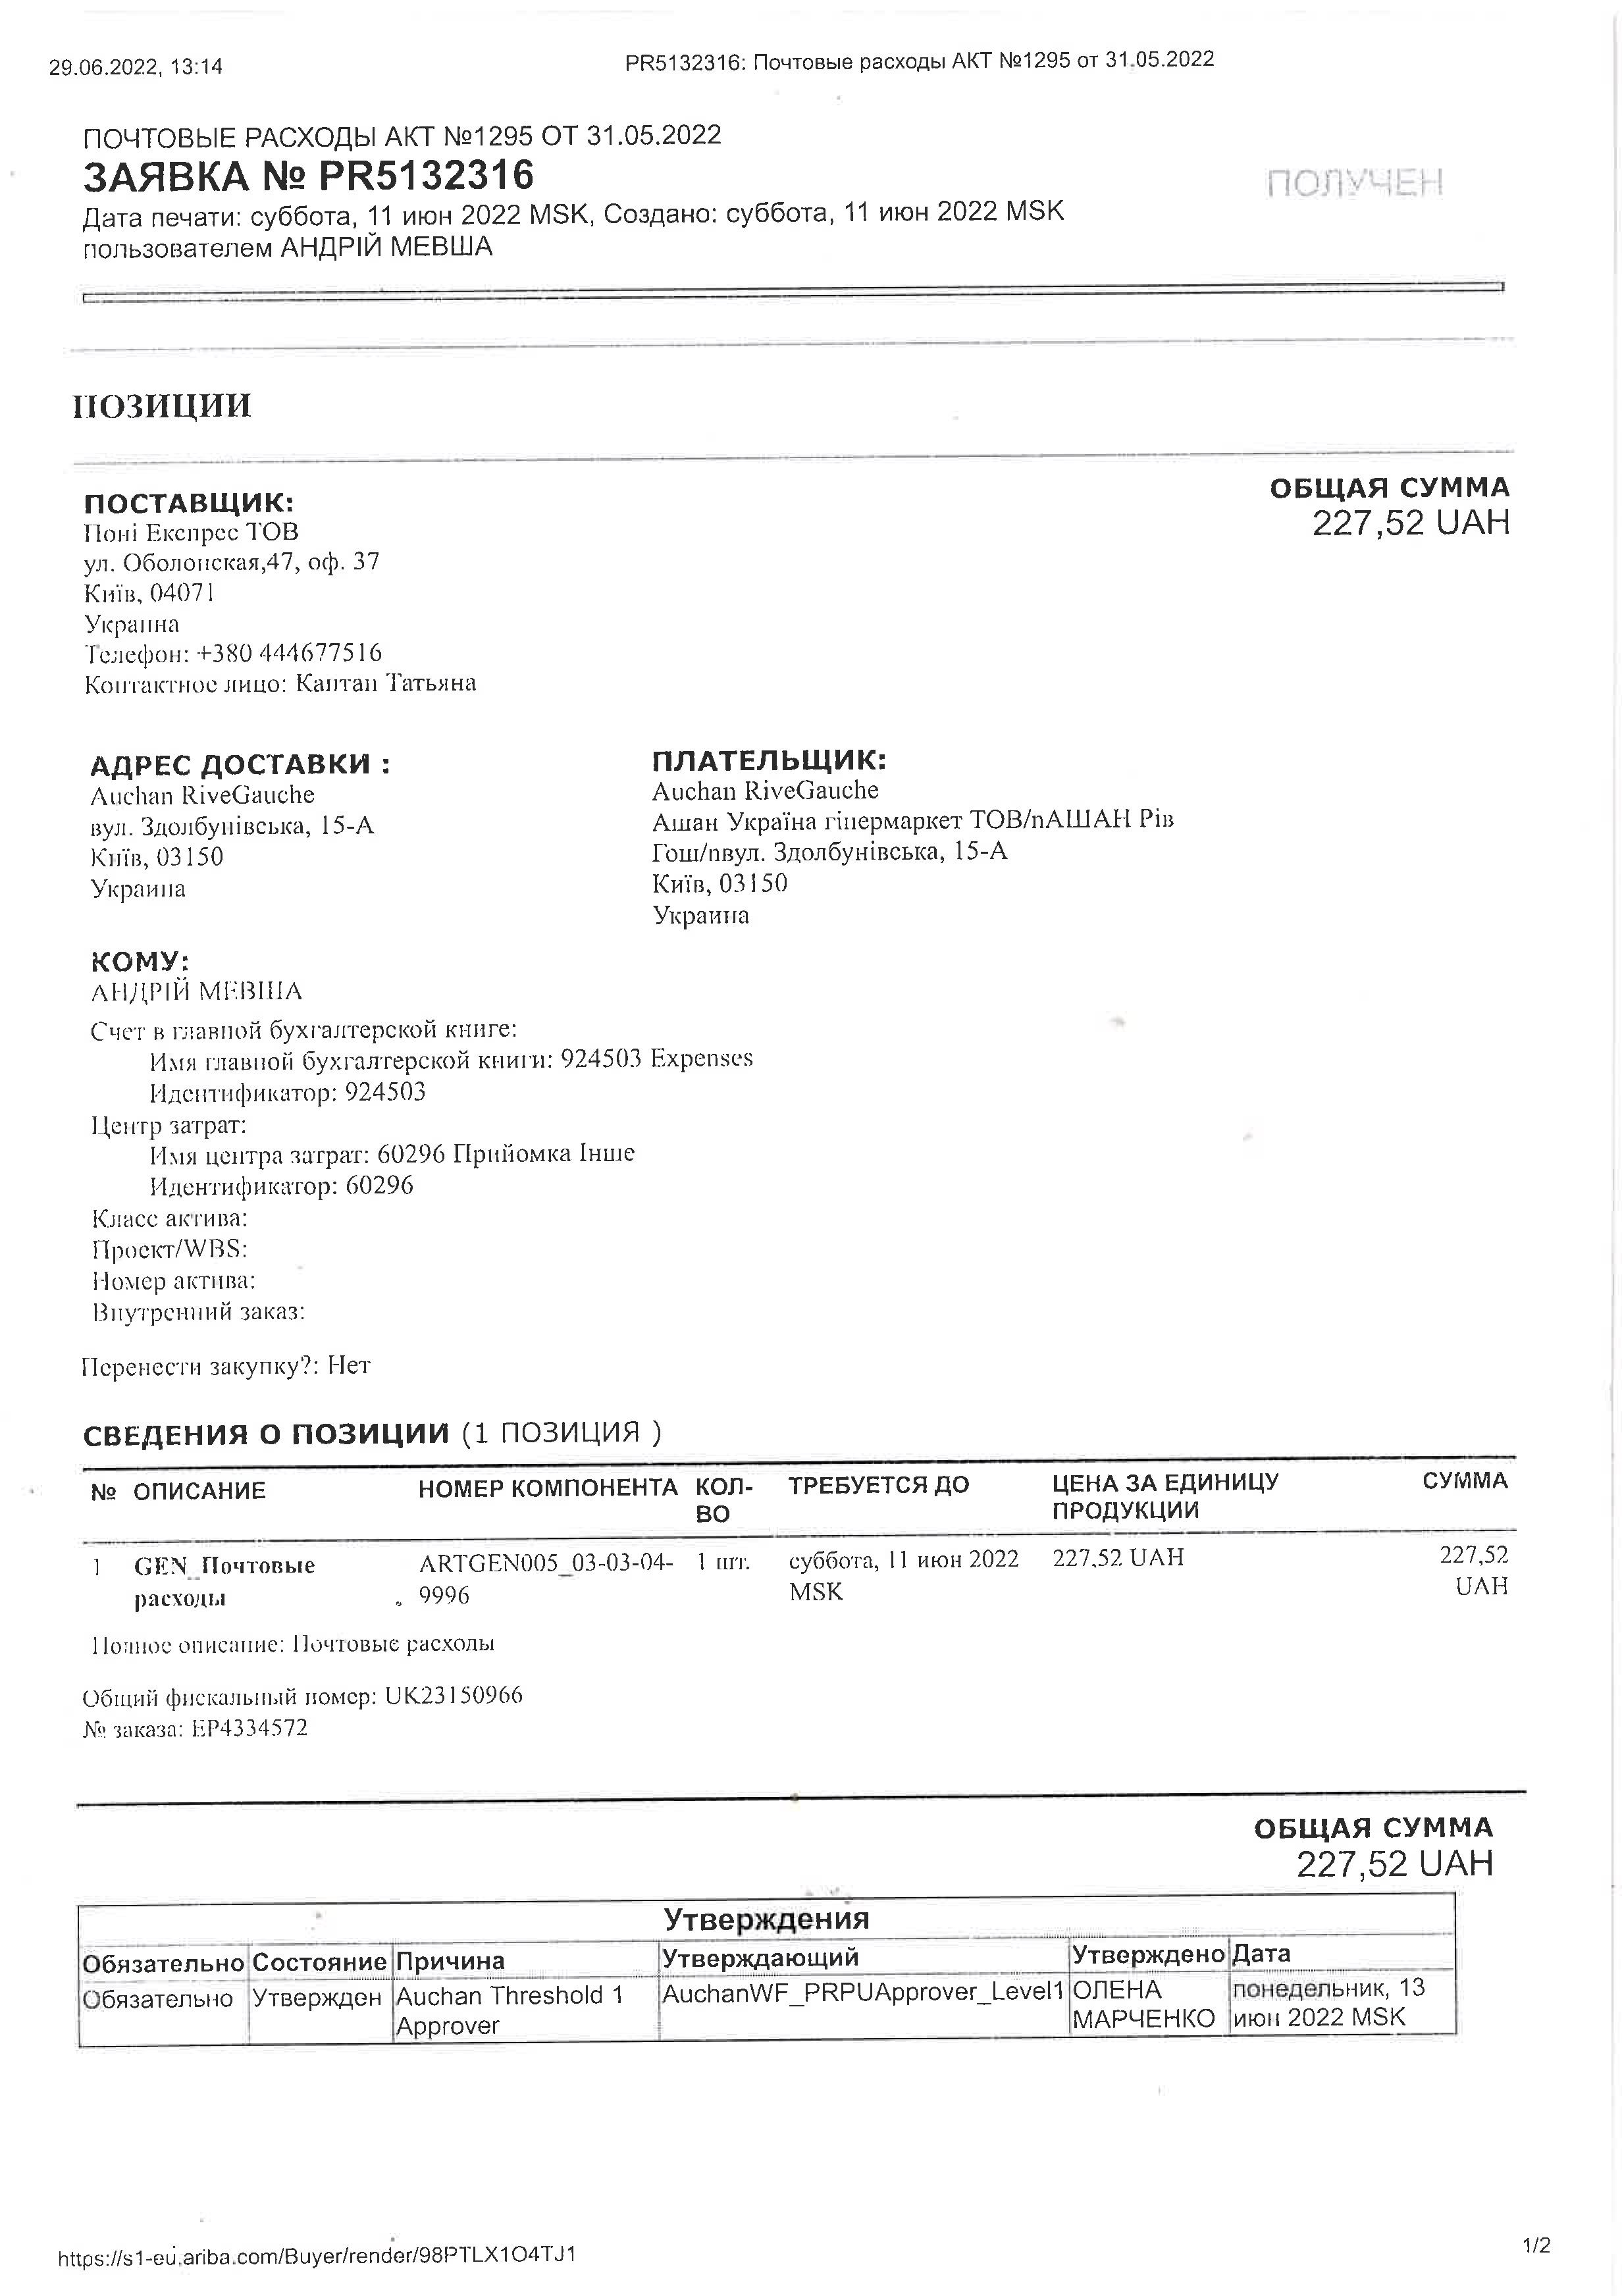 29.06.2022, 13:14
PR5132316: Почтовые расходы АКТ №1295 от 31.05.2022
ПОЧТОВЫЕ РАСХОДЫ АКТ №1295 ОТ 31.05.2022
ЗАЯВКА № PR5132316
ПОЛУЧЕН
Дата печати: суббота, 11 июн 2022 MSK, Создано: суббота, 11 июн 2022 MSK
пользователем АНДРІЙ МЕВША
ПОЗИЦИИ
ОБЩАЯ СУММА
227,52 UAH
ПОСТАВЩИК:
Поні Експрес ТОВ
ул. Оболонская,47, оф. 37
Київ, 04071
Украина
Телефон: +380 444677516
Контактное лицо: Каптан Татьяна
АДРЕС ДОСТАВКИ :
Auchan RiveGauche
вул. Здолбунівська, 15-А
Київ, 03150
Украина
ПЛАТЕЛЬЩИК:
Auchan RiveGauche
Ашан Україна гіпермаркет ТОВ/nАШАН Рів
Гош/nвул. Здолбунівська, 15-А
Київ, 03150
Украина
КОМУ:
АНДРІЙ МЕВША
Счет в главной бухгалтерской книге:
Имя главной бухгалтерской книги: 924503 Expenses
Идентификатор: 924503
Центр затрат:
Имя центра затрат: 60296 Прийомка Інше
Идентификатор: 60296
Класс актива:
Проект/WBS:
Номер актива:
Внутренний заказ:
Перенести закупку?: Нет
СВЕДЕНИЯ О ПОЗИЦИИ (1 ПОЗИЦИЯ )
№ ОПИСАНИЕ НОМЕР КОМПОНЕНТА КОЛ- ТРЕБУЕТСЯ ДО ЦЕНА ЗА ЕДИНИЦУ СУММА
ВО ПРОДУКЦИИ
1 GEN_Почтовые ARTGEN005_03-03-04- 1 шт. суббота, 11 июн 2022 227,52 UAH 227,52
расходы 9996 MSK UAH
Полное описание: Почтовые расходы
Общий фискальный номер: UK23150966
№ заказа: EP4334572
ОБЩАЯ СУММА
227,52 UAH
Утверждения
Обязательно Состояние Причина Утверждающий Утверждено Дата
Обязательно Утвержден Auchan Threshold 1 AuchanWF_PRPUApprover_Level1 ОЛЕНА понедельник, 13
Approver МАРЧЕНКО июн 2022 MSK
https://s1-eu.ariba.com/Buyer/render/98PTLX1O4TJ1
1/2